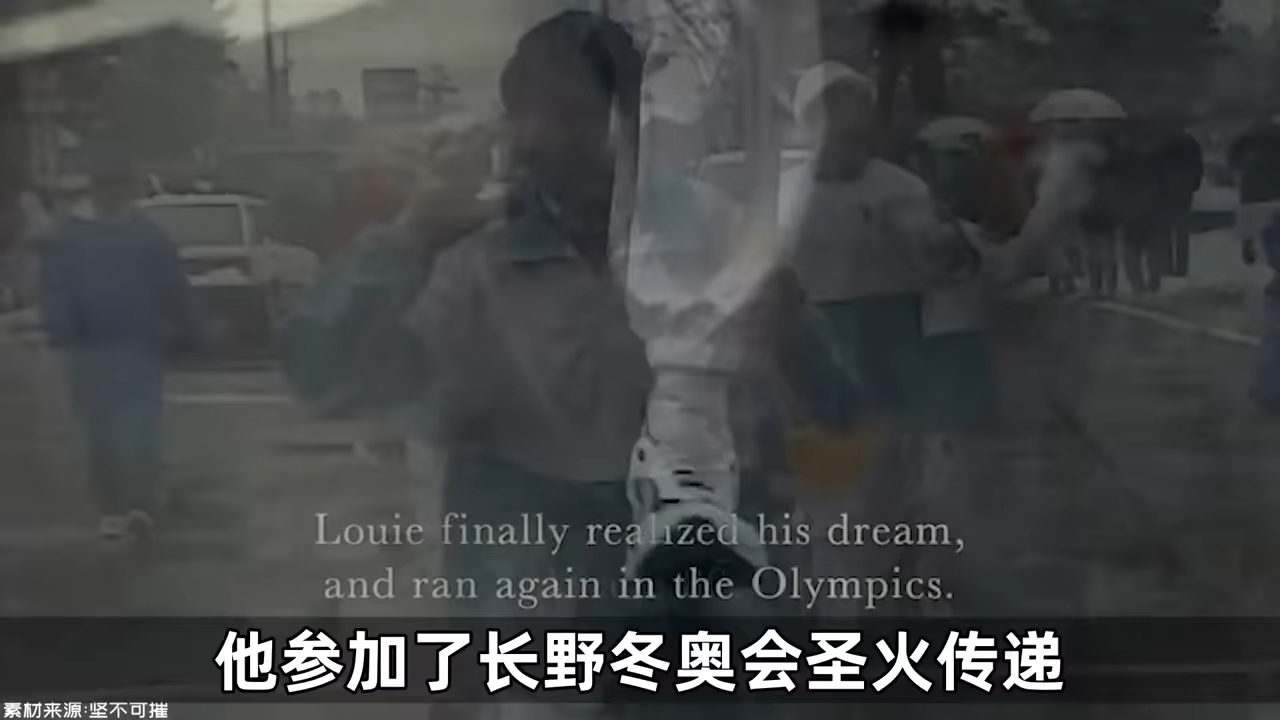 Louie finally realized his dream,
and ran again in the Olympics.
他参加了长野冬奥会圣火传递
素材来源:坚不可摧